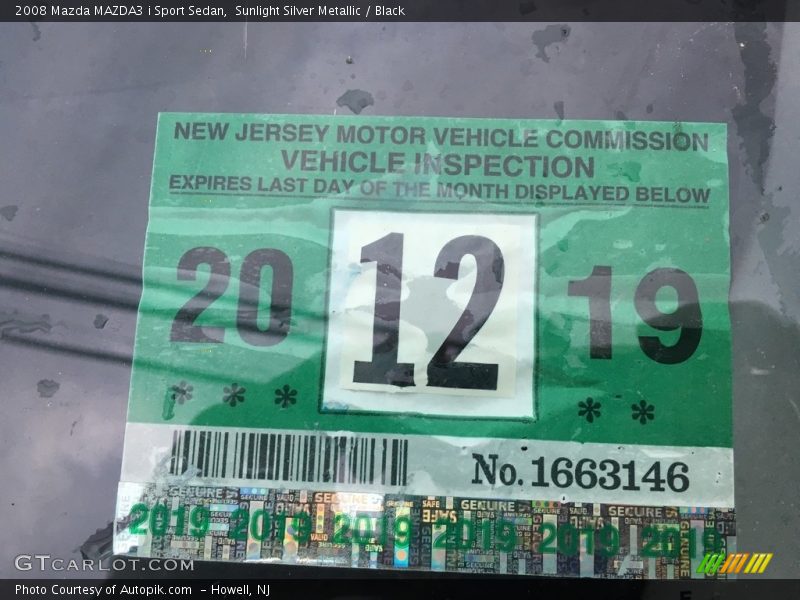 2008 Mazda MAZDA3 i Sport Sedan, Sunlight Silver Metallic / Black
NEW JERSEY MOTOR VEHICLE COMMISSION
VEHICLE INSPECTION
EXPIRES LAST DAY OF THE MONTH DISPLAYED BELOW
20 12 19
* * * * *
No. 1663146
2019 2019 2019 2019 2019 2019
GTCarlot.com
Photo Courtesy of Autopik.com - Howell, NJ